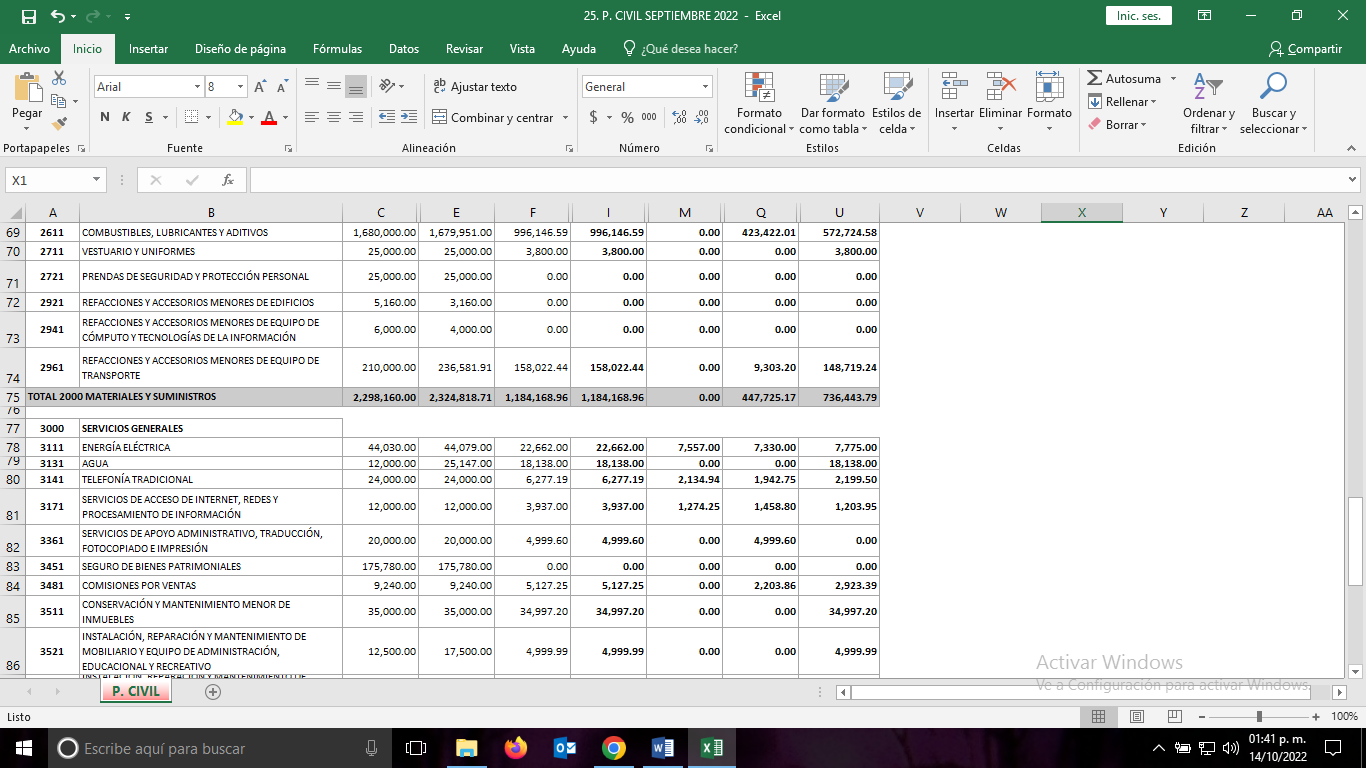 25. P. CIVIL SEPTIEMBRE 2022 - Excel
Inic. ses.
Archivo Inicio Insertar Diseño de página Fórmulas Datos Revisar Vista Ayuda ¿Qué desea hacer? Compartir
Pegar
Arial 8
N K S
Ajustar texto
Combinar y centrar
General
$ % 000
Formato condicional
Dar formato como tabla
Estilos de celda
Insertar Eliminar Formato
Autosuma
Rellenar
Borrar
Ordenar y filtrar
Buscar y seleccionar
Portapapeles Fuente Alineación Número Estilos Celdas Edición
X1 fx
A B C E F I M Q U V W X Y Z AA
69 2611 COMBUSTIBLES, LUBRICANTES Y ADITIVOS 1,680,000.00 1,679,951.00 996,146.59 996,146.59 0.00 423,422.01 572,724.58
70 2711 VESTUARIO Y UNIFORMES 25,000.00 25,000.00 3,800.00 3,800.00 0.00 0.00 3,800.00
71 2721 PRENDAS DE SEGURIDAD Y PROTECCIÓN PERSONAL 25,000.00 25,000.00 0.00 0.00 0.00 0.00 0.00
72 2921 REFACCIONES Y ACCESORIOS MENORES DE EDIFICIOS 5,160.00 3,160.00 0.00 0.00 0.00 0.00 0.00
73 2941 REFACCIONES Y ACCESORIOS MENORES DE EQUIPO DE
CÓMPUTO Y TECNOLOGÍAS DE LA INFORMACIÓN 6,000.00 4,000.00 0.00 0.00 0.00 0.00 0.00
74 2961 REFACCIONES Y ACCESORIOS MENORES DE EQUIPO DE
TRANSPORTE 210,000.00 236,581.91 158,022.44 158,022.44 0.00 9,303.20 148,719.24
75 TOTAL 2000 MATERIALES Y SUMINISTROS 2,298,160.00 2,324,818.71 1,184,168.96 1,184,168.96 0.00 447,725.17 736,443.79
76
77 3000 SERVICIOS GENERALES
78 3111 ENERGÍA ELÉCTRICA 44,030.00 44,079.00 22,662.00 22,662.00 7,557.00 7,330.00 7,775.00
79 3131 AGUA 12,000.00 25,147.00 18,138.00 18,138.00 0.00 0.00 18,138.00
80 3141 TELEFONÍA TRADICIONAL 24,000.00 24,000.00 6,277.19 6,277.19 2,134.94 1,942.75 2,199.50
81 3171 SERVICIOS DE ACCESO DE INTERNET, REDES Y
PROCESAMIENTO DE INFORMACIÓN 12,000.00 12,000.00 3,937.00 3,937.00 1,274.25 1,458.80 1,203.95
82 3361 SERVICIOS DE APOYO ADMINISTRATIVO, TRADUCCIÓN,
FOTOCOPIADO E IMPRESIÓN 20,000.00 20,000.00 4,999.60 4,999.60 0.00 4,999.60 0.00
83 3451 SEGURO DE BIENES PATRIMONIALES 175,780.00 175,780.00 0.00 0.00 0.00 0.00 0.00
84 3481 COMISIONES POR VENTAS 9,240.00 9,240.00 5,127.25 5,127.25 0.00 2,203.86 2,923.39
85 3511 CONSERVACIÓN Y MANTENIMIENTO MENOR DE
INMUEBLES 35,000.00 35,000.00 34,997.20 34,997.20 0.00 0.00 34,997.20
86 3521 INSTALACIÓN, REPARACIÓN Y MANTENIMIENTO DE
MOBILIARIO Y EQUIPO DE ADMINISTRACIÓN,
EDUCACIONAL Y RECREATIVO 12,500.00 17,500.00 4,999.99 4,999.99 0.00 0.00 4,999.99
INSTALACIÓN, REPARACIÓN Y MANTENIMIENTO DE
Activar Windows
Ve a Configuración para activar Windows.
P. CIVIL
Listo 100%
Escribe aquí para buscar
01:41 p. m.
14/10/2022